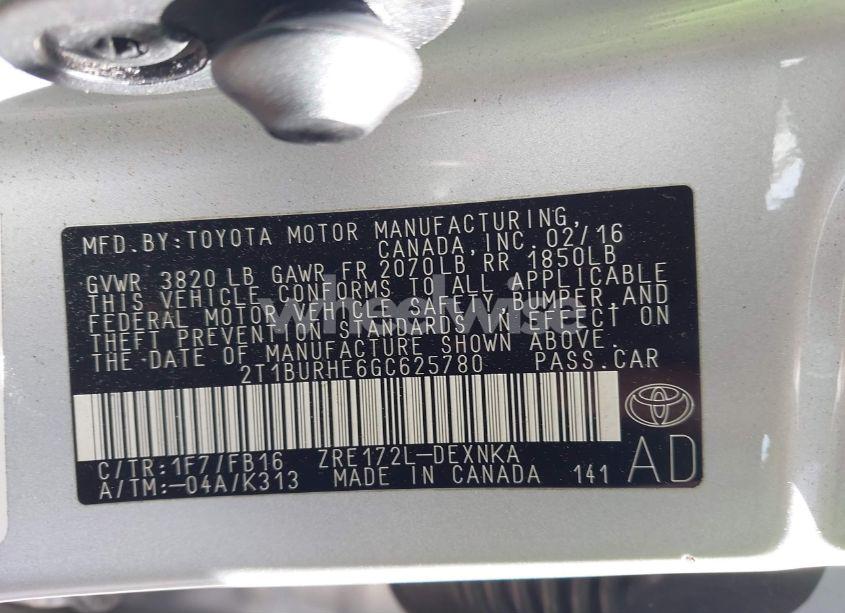 MFD.BY:TOYOTA MOTOR MANUFACTURING,
CANADA,INC.02/16
GVWR 3820LB GAWR FR 2070LB RR 1850LB
THIS VEHICLE CONFORMS TO ALL APPLICABLE
FEDERAL MOTOR VEHICLE SAFETY,BUMPER,AND
THEFT PREVENTION STANDARDS IN EFFECT ON
THE DATE OF MANUFACTURE SHOWN ABOVE.
2T1BURHE6GC625780 PASS.CAR
C/TR:1F7/FB16 ZRE172L-DEXNKA
A/TM:-04A/K313 MADE IN CANADA 141 AD
wheelwise